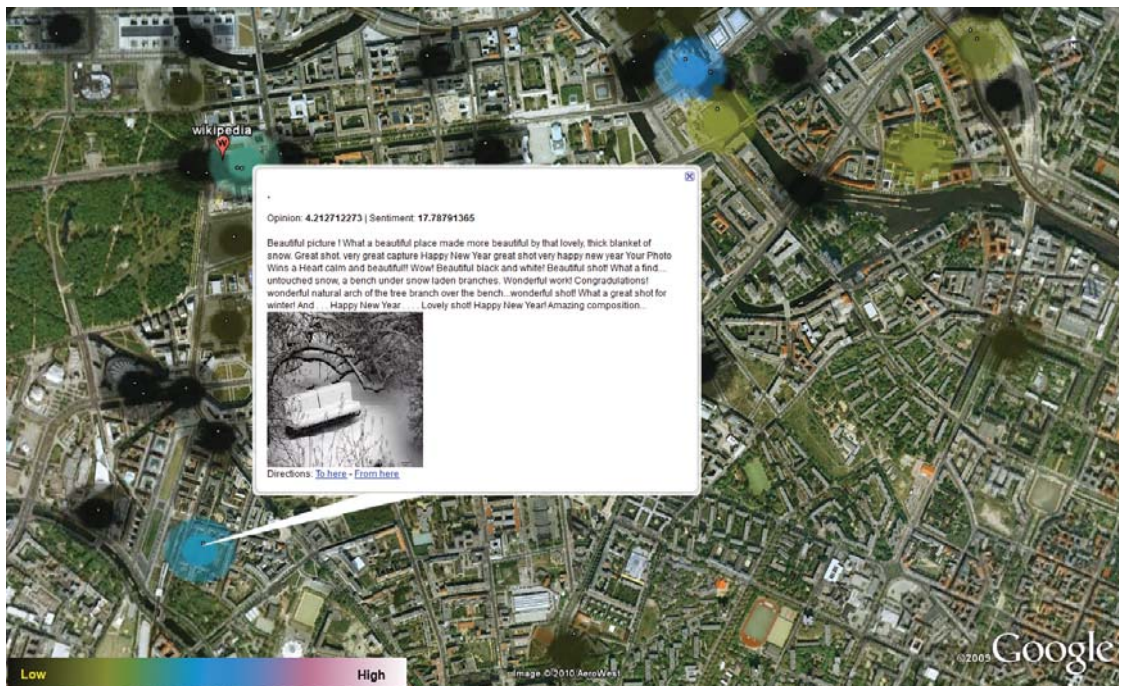 wikipedia
W
.
Opinion: 4.212712273 | Sentiment: 17.78791365
Beautiful picture ! What a beautiful place made more beautiful by that lovely, thick blanket of
snow. Great shot. very great capture Happy New Year great shot very happy new year Your Photo
Wins a Heart calm and beautiful!! Wow! Beautiful black and white! Beautiful shot! What a find....
untouched snow, a bench under snow laden branches. Wonderful work! Congradulations!
wonderful natural arch of the tree branch over the bench...wonderful shot! What a great shot for
winter! And . . . Happy New Year . . . . Lovely shot! Happy New Year! Amazing composition...
Directions: To here - From here
©2009 Google
Low
High
Image © 2010 AeroWest